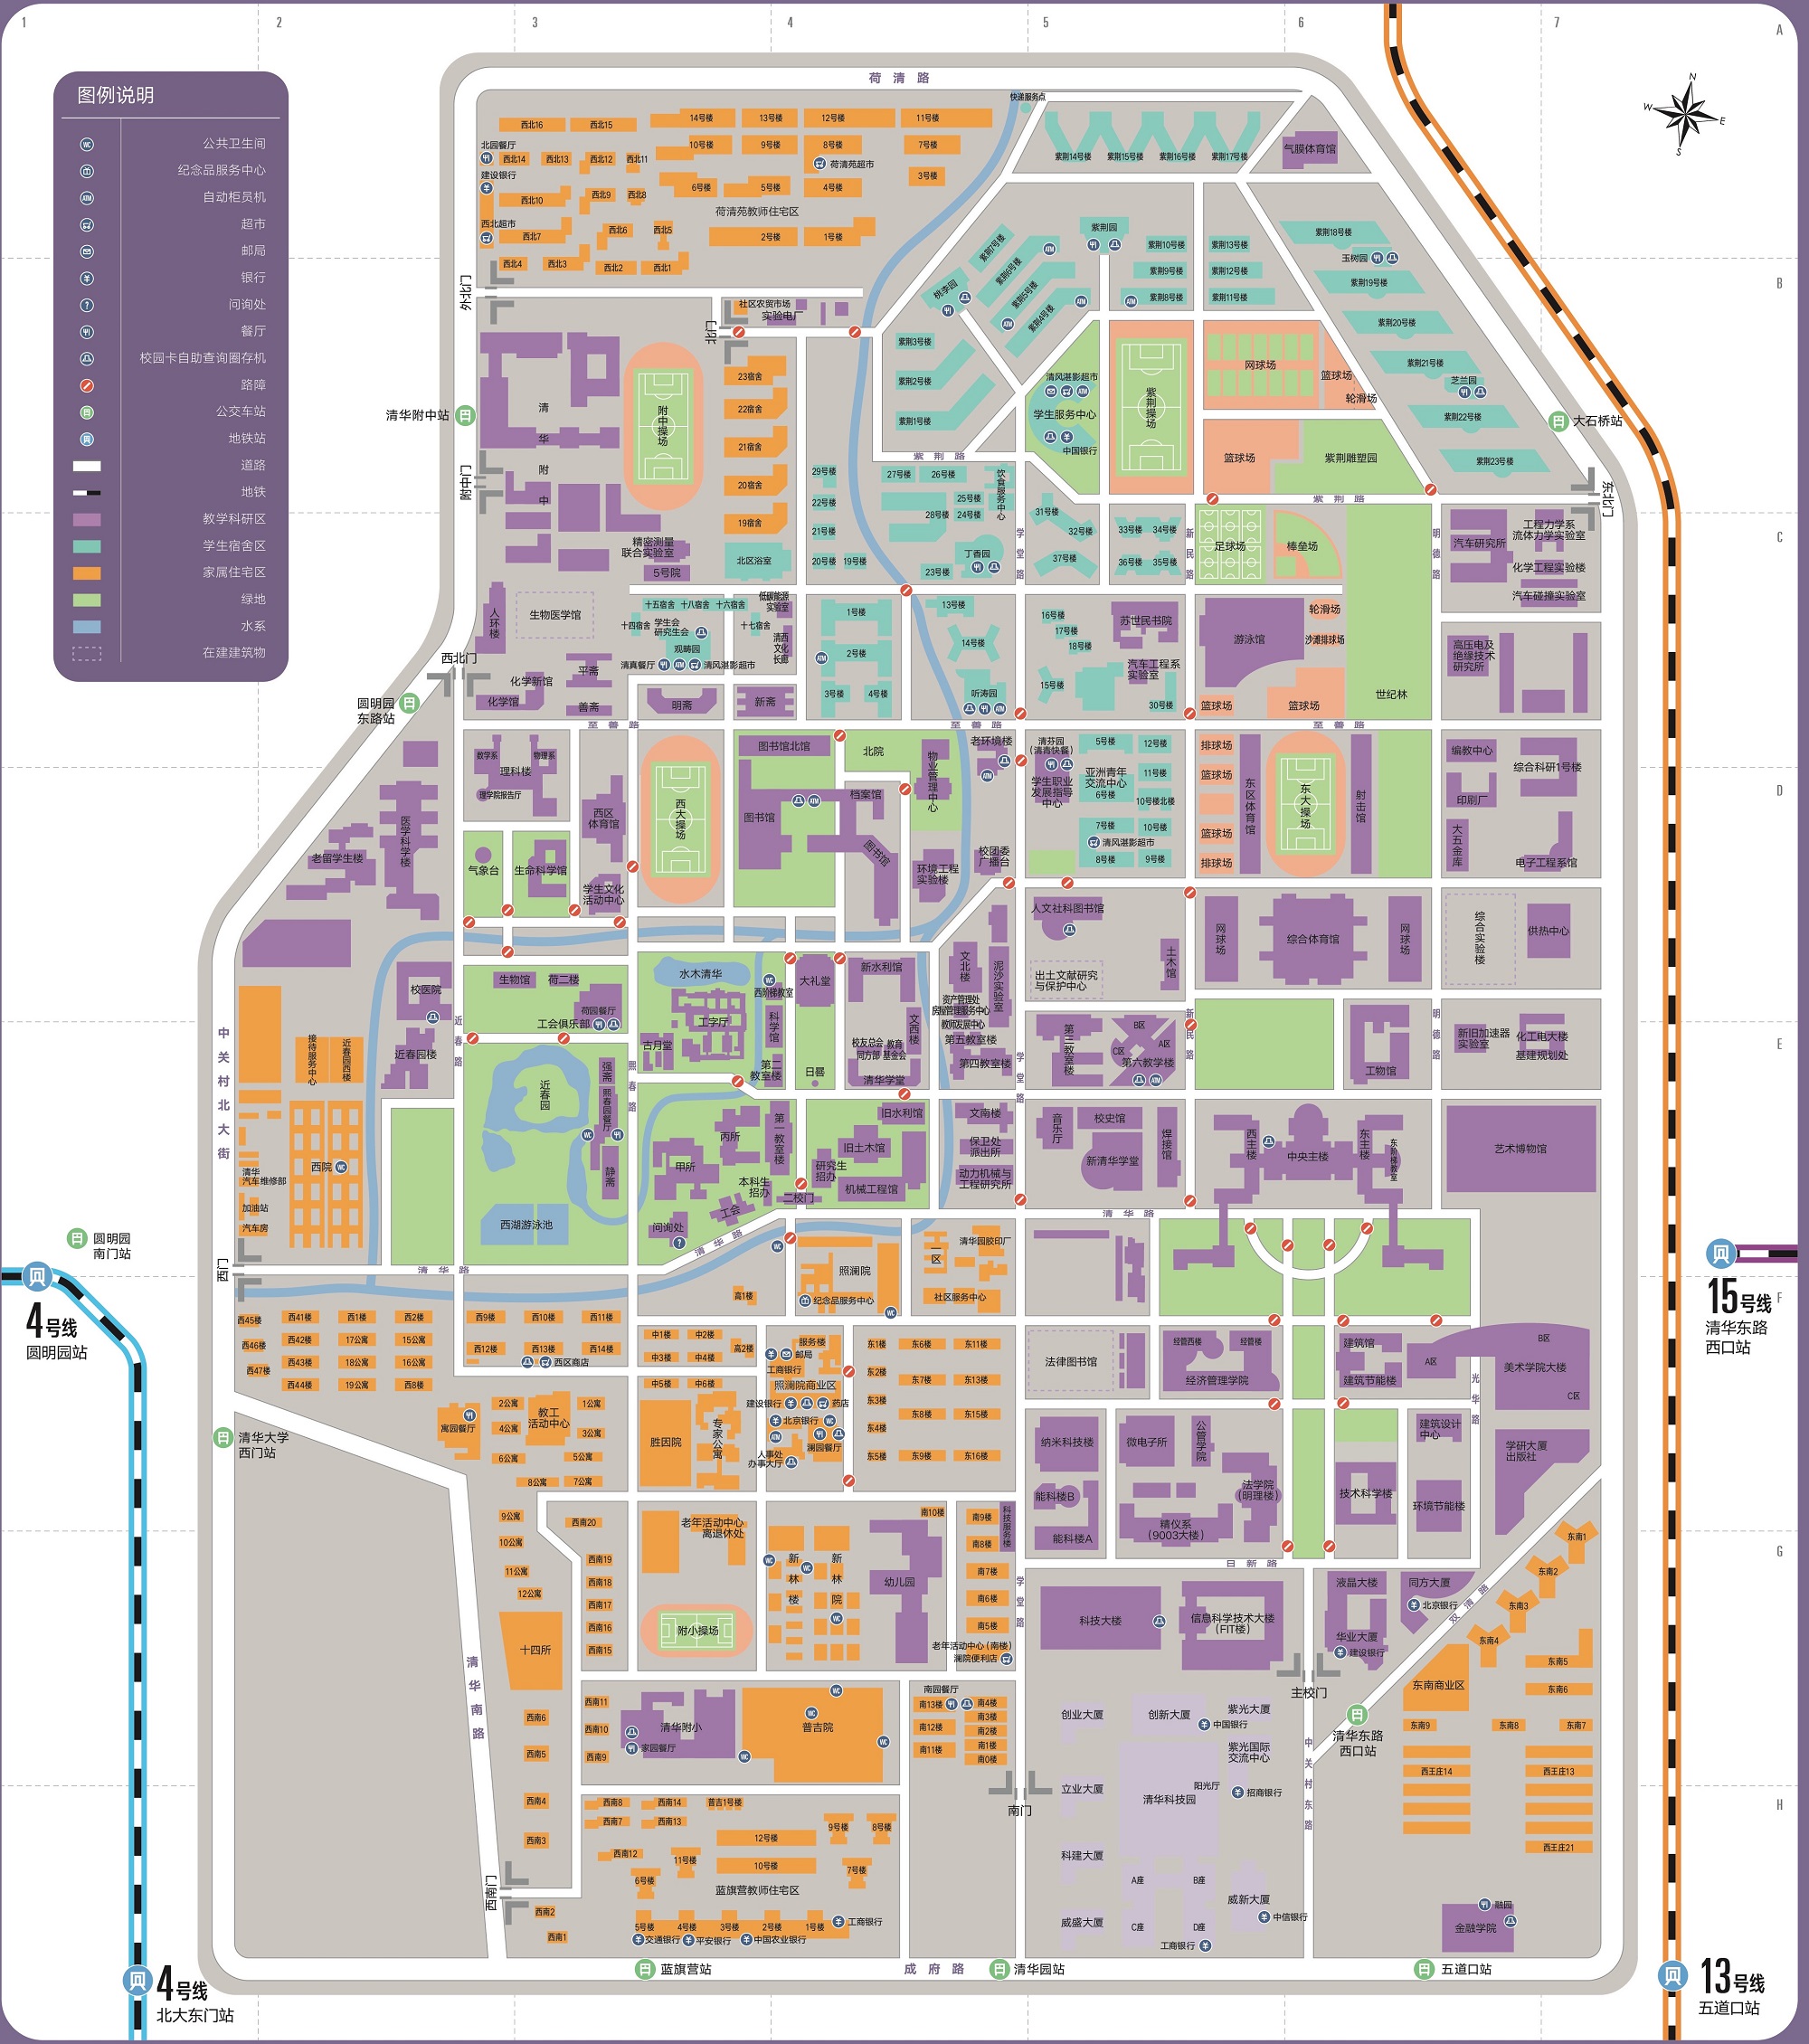 1
2
3
4
5
6
7
A
B
C
D
E
F
G
H
N
W
E
S
图例说明
WC
公共卫生间
纪念品服务中心
ATM
自动柜员机
超市
邮局
¥
银行
?
问询处
餐厅
校园卡自助查询圈存机
路障
公交车站
地铁站
道路
地铁
教学科研区
学生宿舍区
家属住宅区
绿地
水系
在建建筑物
荷清路
快递服务点
西北16
西北15
14号楼
13号楼
12号楼
11号楼
北园餐厅
西北14
西北13
西北12
西北11
10号楼
9号楼
8号楼
7号楼
荷清苑超市
建设银行
西北10
西北9
西北8
6号楼
5号楼
4号楼
3号楼
荷清苑教师住宅区
西北超市
西北7
西北6
西北5
2号楼
1号楼
西北4
西北3
西北2
西北1
紫荆14号楼
紫荆15号楼
紫荆16号楼
紫荆17号楼
气膜体育馆
紫荆园
紫荆7号楼
紫荆6号楼
紫荆5号楼
紫荆4号楼
桃李园
紫荆10号楼
紫荆13号楼
紫荆9号楼
紫荆12号楼
紫荆8号楼
紫荆11号楼
紫荆18号楼
玉树园
紫荆19号楼
紫荆20号楼
紫荆21号楼
芝兰园
紫荆22号楼
紫荆23号楼
外北门
社区农贸市场
实验电厂
北门
紫荆3号楼
紫荆2号楼
紫荆1号楼
清风湛影超市
学生服务中心
中国银行
紫荆操场
网球场
篮球场
轮滑场
篮球场
紫荆雕塑园
大石桥站
清华附中站
清华附中
附中操场
附中门
23宿舍
22宿舍
21宿舍
20宿舍
19宿舍
北区浴室
精密测量
联合实验室
5号院
紫荆路
紫荆路
东北门
29号楼
22号楼
21号楼
20号楼
19号楼
27号楼
26号楼
25号楼
28号楼
24号楼
饮食服务中心
丁香园
23号楼
学堂路
31号楼
32号楼
37号楼
33号楼
34号楼
36号楼
35号楼
新民路
足球场
棒垒场
明德路
工程力学系
流体力学实验室
汽车研究所
化学工程实验楼
汽车碰撞实验室
人环楼
生物医学馆
十五宿舍
十八宿舍
十六宿舍
低碳能源
实验室
十四宿舍
学生会
研究生会
十七宿舍
清西文化长廊
观畴园
清真餐厅
清风湛影超市
1号楼
2号楼
3号楼
4号楼
13号楼
14号楼
听涛园
16号楼
17号楼
18号楼
15号楼
苏世民书院
汽车工程系
实验室
30号楼
游泳馆
轮滑场
沙滩排球场
篮球场
篮球场
世纪林
高压电及
绝缘技术
研究所
西北门
化学新馆
化学馆
平斋
善斋
明斋
新斋
圆明园
东路站
至善路
至善路
至善路
数学系
物理系
理科楼
理学院报告厅
西区
体育馆
西大操场
图书馆北馆
北院
图书馆
档案馆
图书馆
物业管理中心
老环境楼
环境工程
实验楼
校团委
广播台
清芬园
(清青快餐)
学生职业
发展指导
中心
5号楼
12号楼
亚洲青年
交流中心
11号楼
6号楼
10号楼北楼
7号楼
10号楼
清风湛影超市
8号楼
9号楼
排球场
篮球场
篮球场
排球场
东区体育馆
东大操场
射击馆
编教中心
综合科研1号楼
印刷厂
大五金库
电子工程系馆
医学科学楼
老留学生楼
气象台
生命科学馆
学生文化
活动中心
人文社科图书馆
出土文献研究
与保护中心
土木馆
网球场
综合体育馆
网球场
综合实验楼
供热中心
校医院
近春园楼
近春路
生物馆
荷二楼
荷园餐厅
工会俱乐部
水木清华
西阶梯教室
工字厅
古月堂
科学馆
第二
教室楼
大礼堂
新水利馆
文西楼
校友总会
教育
同方部
基金会
清华学堂
日晷
文北楼
泥沙实验室
资产管理处
房屋管理服务中心
教师发展中心
第五教室楼
第四教室楼
学堂路
第三教室楼
B区
A区
C区
第六教学楼
新民路
明德路
工物馆
新旧加速器
实验室
化工电大楼
基建规划处
中关村北大街
接待服务中心
近春园西楼
近春园
强斋
熙春园餐厅
静斋
熙春路
丙所
第一教室楼
甲所
本科生
招办
工会
问询处
旧水利馆
旧土木馆
研究生
招办
机械工程馆
二校门
文南楼
保卫处
派出所
动力机械与
工程研究所
音乐厅
校史馆
新清华学堂
焊接馆
西主楼
中央主楼
东主楼
东阶梯教室
艺术博物馆
西院
清华
汽车维修部
加油站
汽车房
西湖游泳池
圆明园
南门站
西门
清华路
清华路
清华路
照澜院
纪念品服务中心
一区
清华园胶印厂
社区服务中心
高1楼
4号线
圆明园站
15号线
清华东路
西口站
西45楼
西41楼
西1楼
西2楼
西46楼
西42楼
17公寓
15公寓
西47楼
西43楼
18公寓
16公寓
西44楼
19公寓
西8楼
西9楼
西10楼
西11楼
西12楼
西13楼
西14楼
西区商店
中1楼
中2楼
高2楼
中3楼
中4楼
中5楼
中6楼
服务楼
邮局
工商银行
照澜院商业区
建设银行
药店
北京银行
澜园餐厅
人事处
办事大厅
东1楼
东6楼
东11楼
东2楼
东7楼
东13楼
东3楼
东8楼
东15楼
东4楼
东5楼
东9楼
东16楼
法律图书馆
经管西楼
经管楼
经济管理学院
建筑馆
建筑节能楼
A区
B区
美术学院大楼
C区
光华路
清华大学
西门站
寓园餐厅
2公寓
教工
活动中心
1公寓
4公寓
3公寓
6公寓
5公寓
8公寓
7公寓
胜因院
专家公寓
纳米科技楼
微电子所
公管学院
能科楼B
能科楼A
精仪系
(9003大楼)
法学院
(明理楼)
技术科学楼
建筑设计
中心
环境节能楼
学研大厦
出版社
9公寓
10公寓
11公寓
12公寓
西南20
西南19
西南18
西南17
西南16
西南15
十四所
老年活动中心
离退休处
附小操场
新林楼
新林院
幼儿园
南10楼
南9楼
南8楼
南7楼
南6楼
南5楼
科技服务楼
老年活动中心(南楼)
澜院便利店
日新路
学堂路
科技大楼
信息科学技术大楼
(FIT楼)
液晶大楼
同方大厦
北京银行
华业大厦
建设银行
双清路
东南1
东南2
东南3
东南4
东南5
东南6
东南商业区
东南9
东南8
东南7
主校门
清华东路
西口站
清华南路
西南6
西南5
西南4
西南3
西南11
西南10
西南9
清华附小
家园餐厅
普吉院
南园餐厅
南13楼
南4楼
南3楼
南12楼
南2楼
南11楼
南1楼
南0楼
南门
创业大厦
创新大厦
紫光大厦
中国银行
紫光国际
交流中心
立业大厦
阳光厅
招商银行
清华科技园
科建大厦
A座
B座
威新大厦
威盛大厦
C座
D座
中信银行
工商银行
中关村东路
西王庄14
西王庄13
西王庄21
融园
金融学院
西南8
西南14
普吉1号楼
西南7
西南13
西南12
11号楼
12号楼
10号楼
9号楼
8号楼
7号楼
6号楼
蓝旗营教师住宅区
5号楼
4号楼
3号楼
2号楼
1号楼
工商银行
交通银行
平安银行
中国农业银行
西南门
西南2
西南1
蓝旗营站
成府路
清华园站
五道口站
4号线
北大东门站
13号线
五道口站